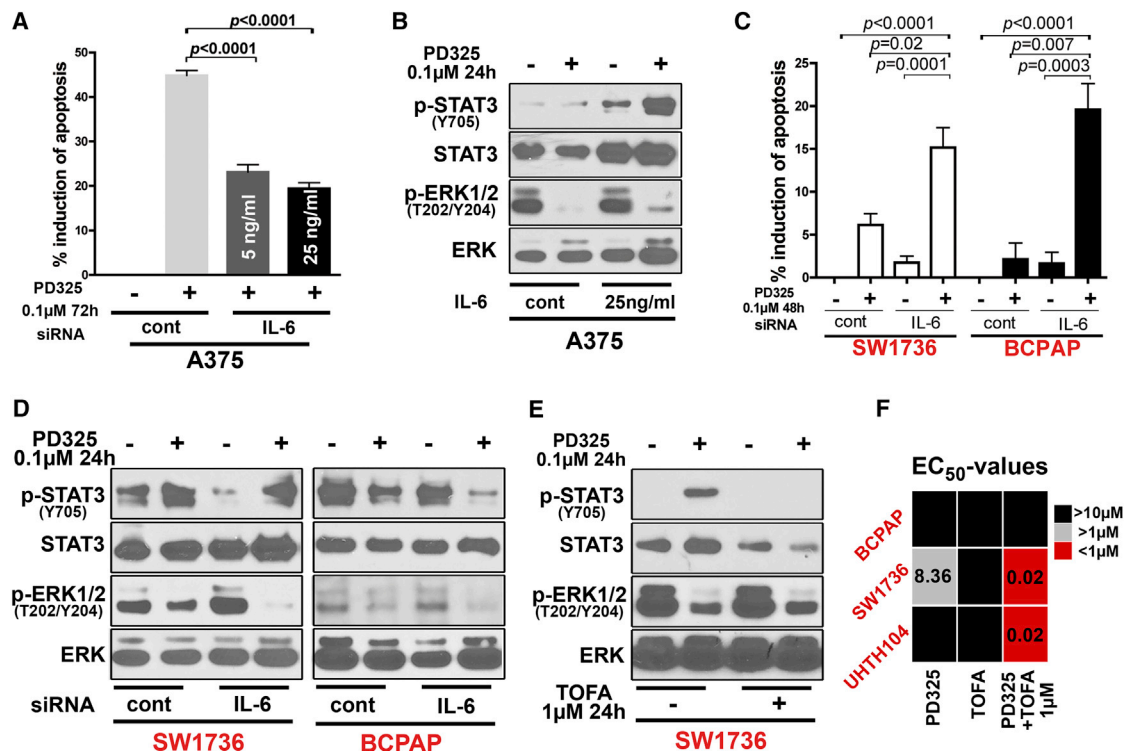 A
p<0.0001
p<0.0001
% induction of apoptosis
50
40
30
20
10
0
5 ng/ml
25 ng/ml
PD325
0.1µM 72h
- + + +
siRNA
cont IL-6
A375
B
PD325
0.1µM 24h
- + - +
p-STAT3
(Y705)
STAT3
p-ERK1/2
(T202/Y204)
ERK
IL-6 cont 25ng/ml
A375
C
p<0.0001 p<0.0001
p=0.02 p=0.007
p=0.0001 p=0.0003
% induction of apoptosis
25
20
15
10
5
0
PD325
0.1µM 48h
- + - + - + - +
siRNA cont IL-6 cont IL-6
SW1736 BCPAP
D
PD325
0.1µM 24h
- + - + - + - +
p-STAT3
(Y705)
STAT3
p-ERK1/2
(T202/Y204)
ERK
siRNA cont IL-6 cont IL-6
SW1736 BCPAP
E
PD325
0.1µM 24h
- + - +
p-STAT3
(Y705)
STAT3
p-ERK1/2
(T202/Y204)
ERK
TOFA
1µM 24h
- +
SW1736
F
EC50-values
>10µM
>1µM
<1µM
BCPAP
SW1736
8.36 0.02
UHTH104
0.02
PD325
TOFA
PD325
+TOFA
1µM